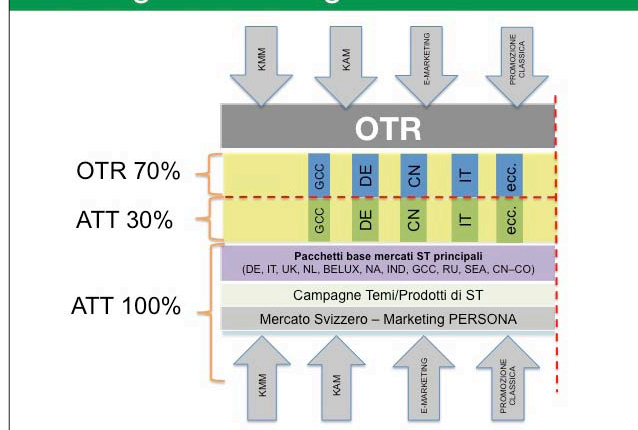 KMM
KAM
E-MARKETING
PROMOZIONE
CLASSICA
OTR
OTR 70%
GCC
DE
CN
IT
ecc.
ATT 30%
GCC
DE
CN
IT
ecc.
Pacchetti base mercati ST principali
(DE, IT, UK, NL, BELUX, NA, IND, GCC, RU, SEA, CN–CO)
ATT 100%
Campagne Temi/Prodotti di ST
Mercato Svizzero – Marketing PERSONA
KMM
KAM
E-MARKETING
PROMOZIONE
CLASSICA